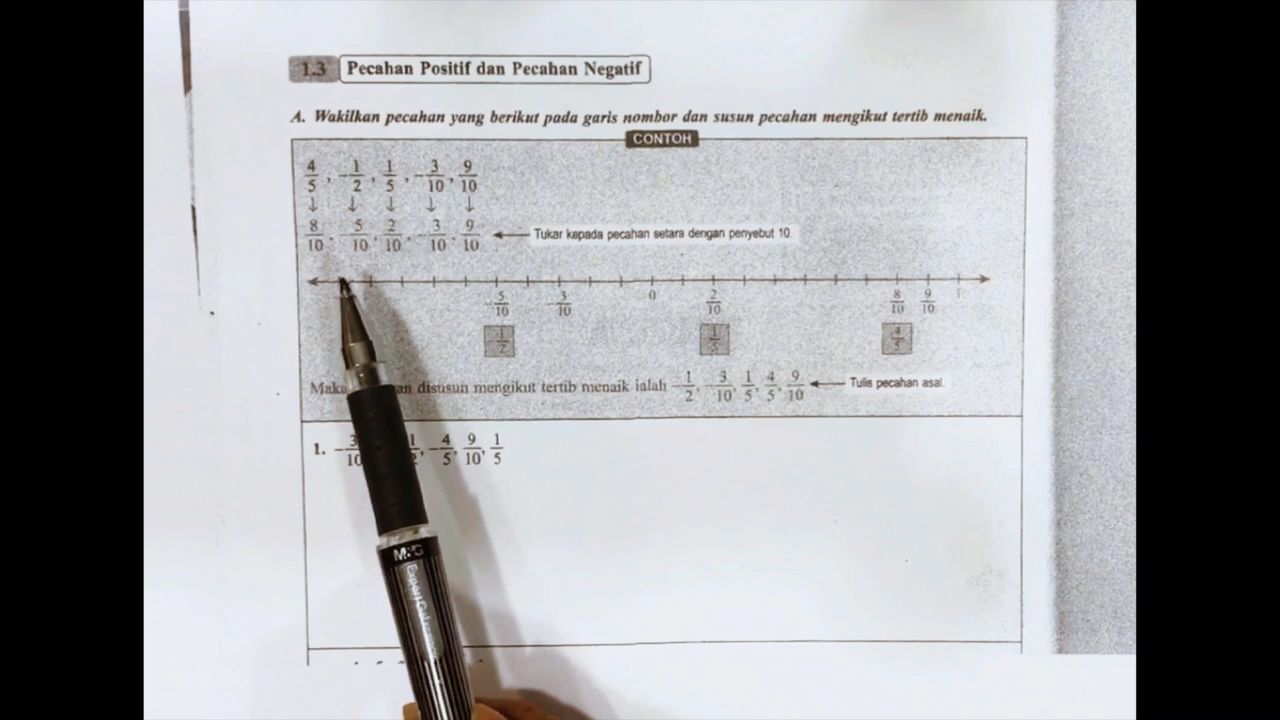 1.3 Pecahan Positif dan Pecahan Negatif
A. Wakilkan pecahan yang berikut pada garis nombor dan susun pecahan mengikut tertib menaik.
CONTOH
4/5, -1/2, 1/5, -3/10, 9/10
↓ ↓ ↓ ↓ ↓
8/10, -5/10, 2/10, -3/10, 9/10 ← Tukar kepada pecahan setara dengan penyebut 10.
-5/10 -3/10 0 2/10 8/10 9/10 1
-1/2 1/5 4/5
Maka disusun mengikut tertib menaik ialah -1/2, -3/10, 1/5, 4/5, 9/10 ← Tulis pecahan asal.
1. -3/10 -4/5, 9/10, 1/5
M&G